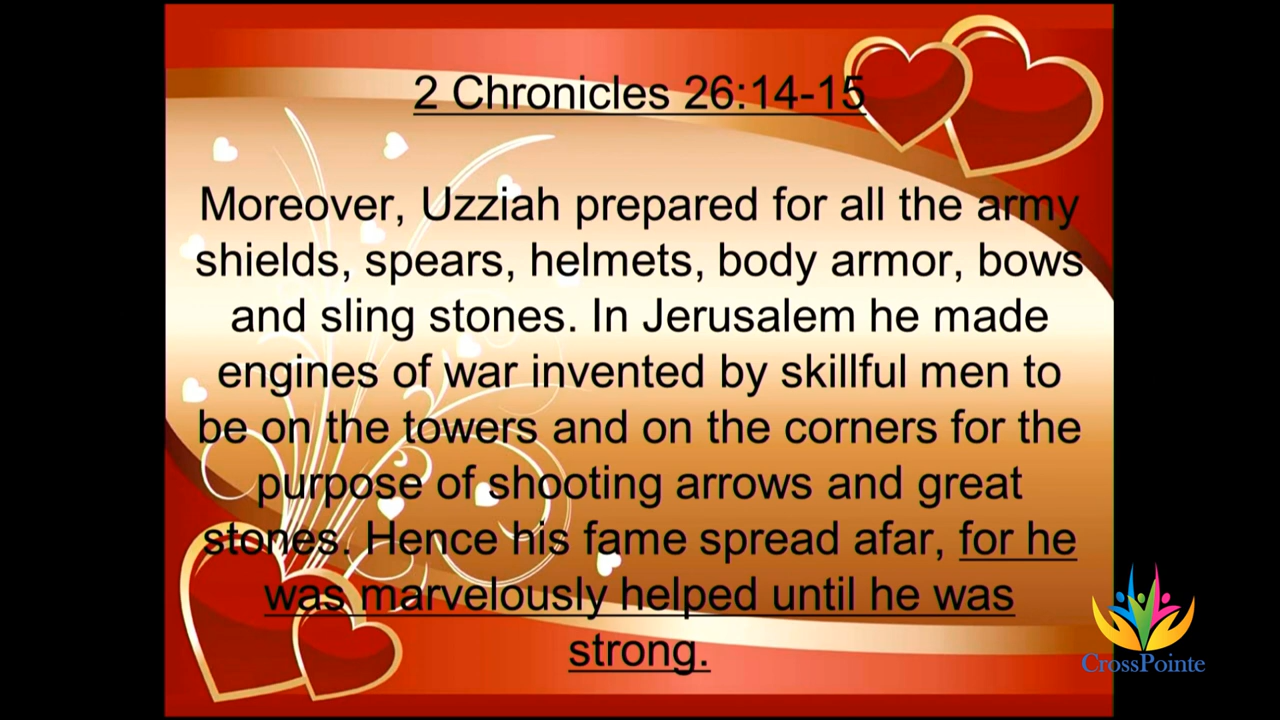 2 Chronicles 26:14-15
Moreover, Uzziah prepared for all the army
shields, spears, helmets, body armor, bows
and sling stones. In Jerusalem he made
engines of war invented by skillful men to
be on the towers and on the corners for the
purpose of shooting arrows and great
stones. Hence his fame spread afar, for he
was marvelously helped until he was
strong.
CrossPointe